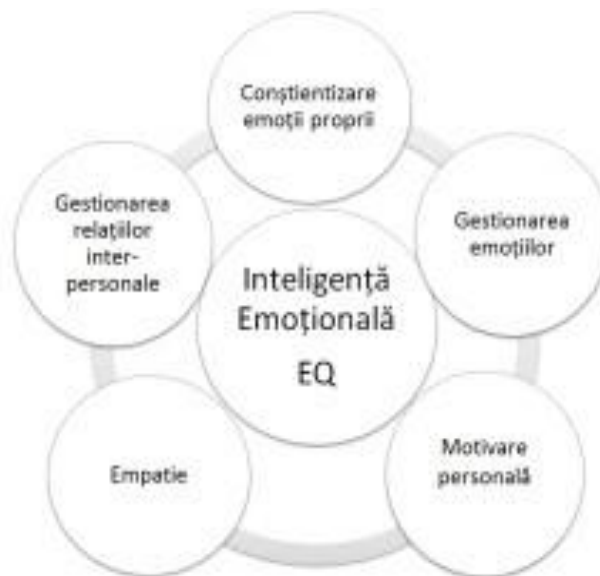 Conștientizare
emoții proprii
Gestionarea
emoțiilor
Motivare
personală
Empatie
Gestionarea
relațiilor
inter-
personale
Inteligență
Emoțională
EQ